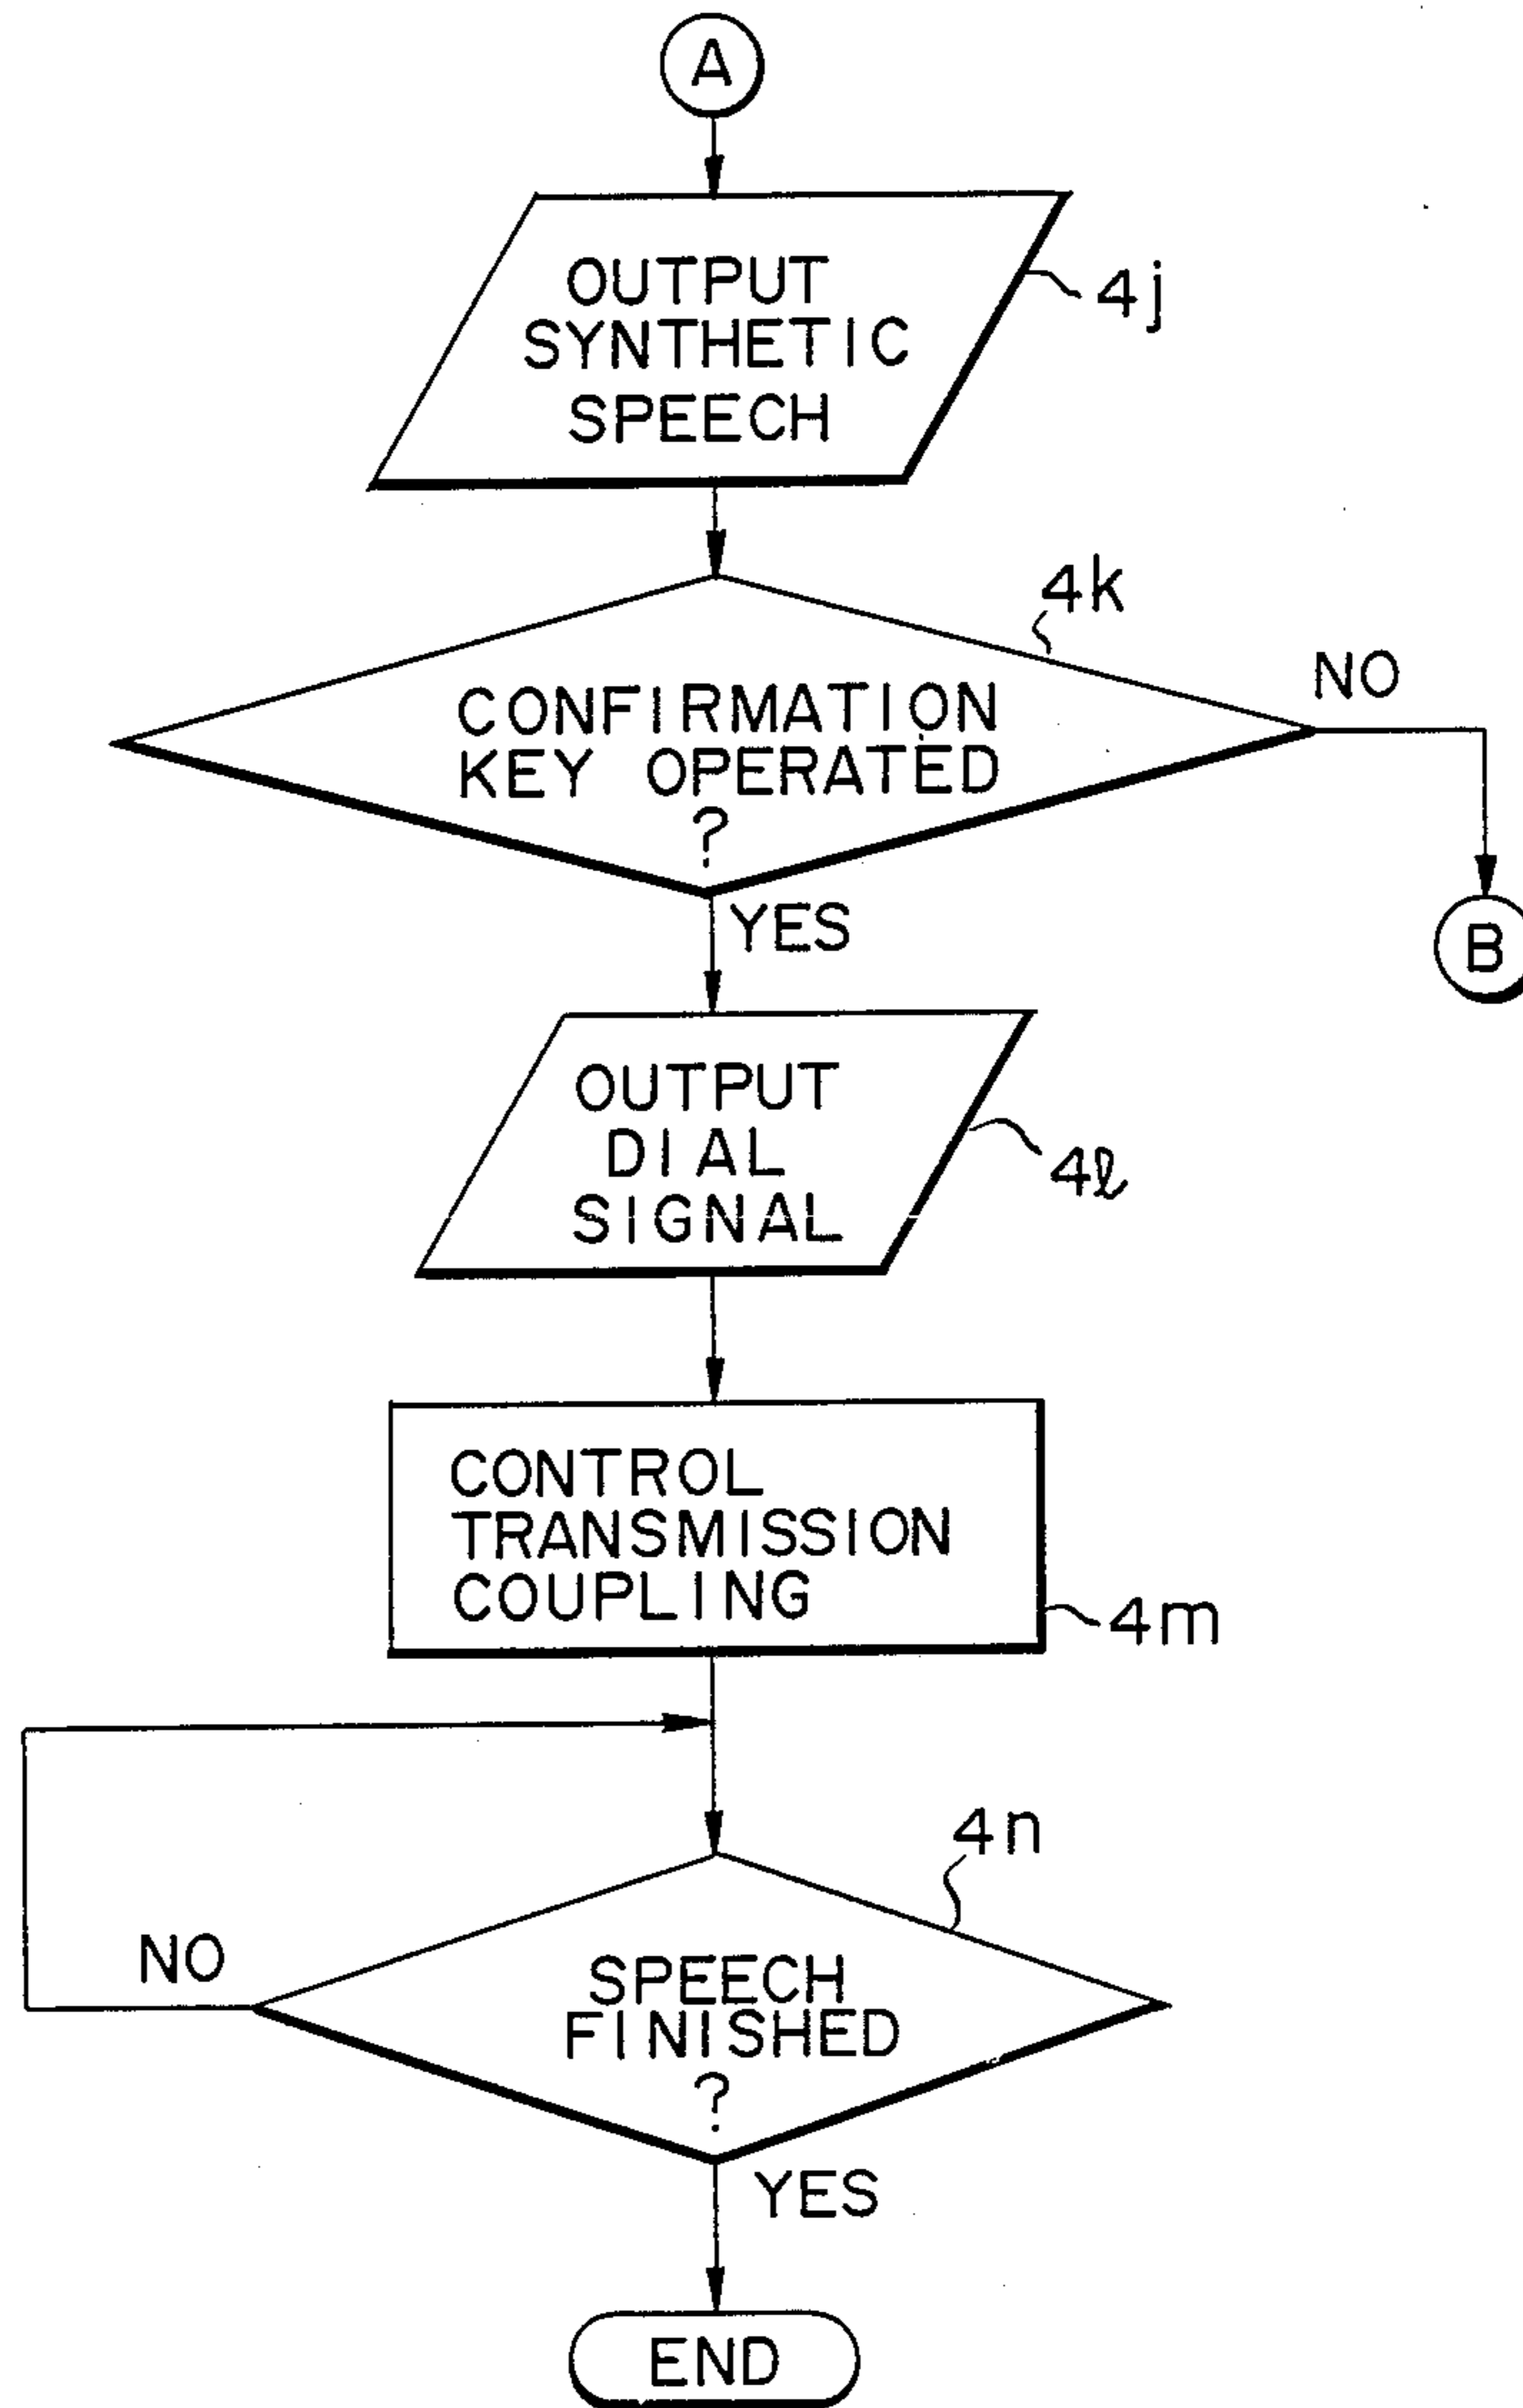 A
OUTPUT
SYNTHETIC
SPEECH
4j
4k
CONFIRMATION
KEY OPERATED
?
NO
YES
B
OUTPUT
DIAL
SIGNAL
4ℓ
CONTROL
TRANSMISSION
COUPLING
4m
4n
NO
SPEECH
FINISHED
?
YES
END